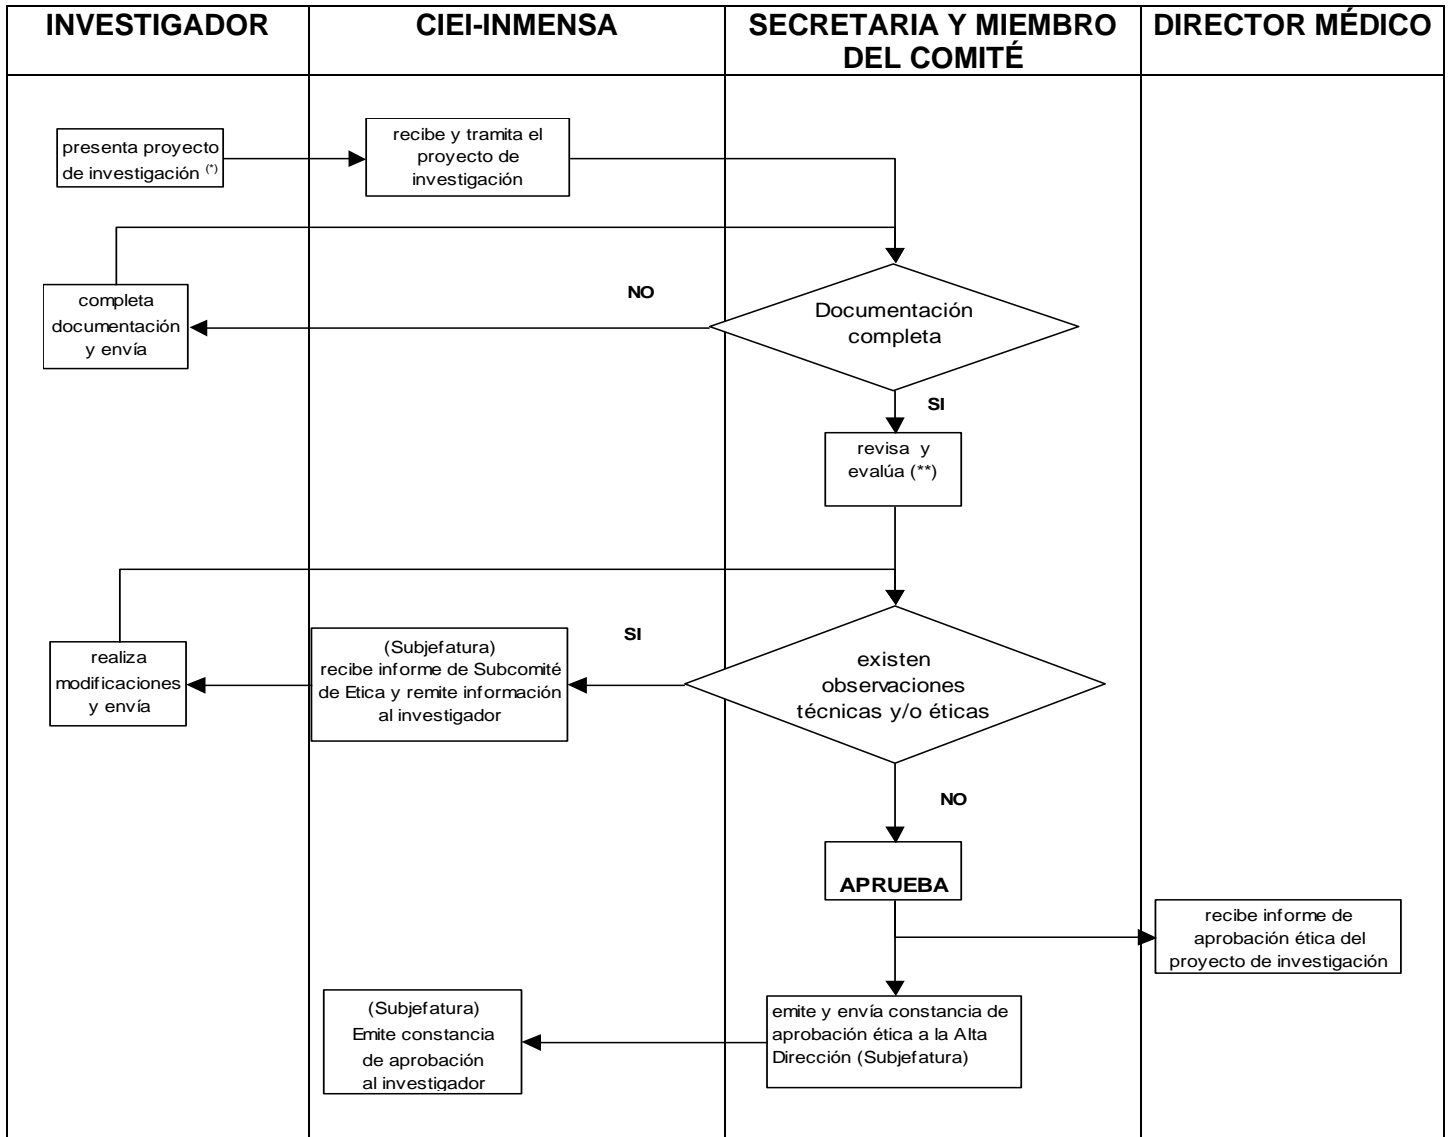 INVESTIGADOR
CIEI-INMENSA
SECRETARIA Y MIEMBRO
DEL COMITÉ
DIRECTOR MÉDICO
presenta proyecto
de investigación (*)
recibe y tramita el
proyecto de
investigación
completa
documentación
y envía
NO
Documentación
completa
SI
revisa y
evalúa (**)
realiza
modificaciones
y envía
(Subjefatura)
recibe informe de Subcomité
de Etica y remite información
al investigador
SI
existen
observaciones
técnicas y/o éticas
NO
APRUEBA
recibe informe de
aprobación ética del
proyecto de investigación
(Subjefatura)
Emite constancia
de aprobación
al investigador
emite y envía constancia de
aprobación ética a la Alta
Dirección (Subjefatura)